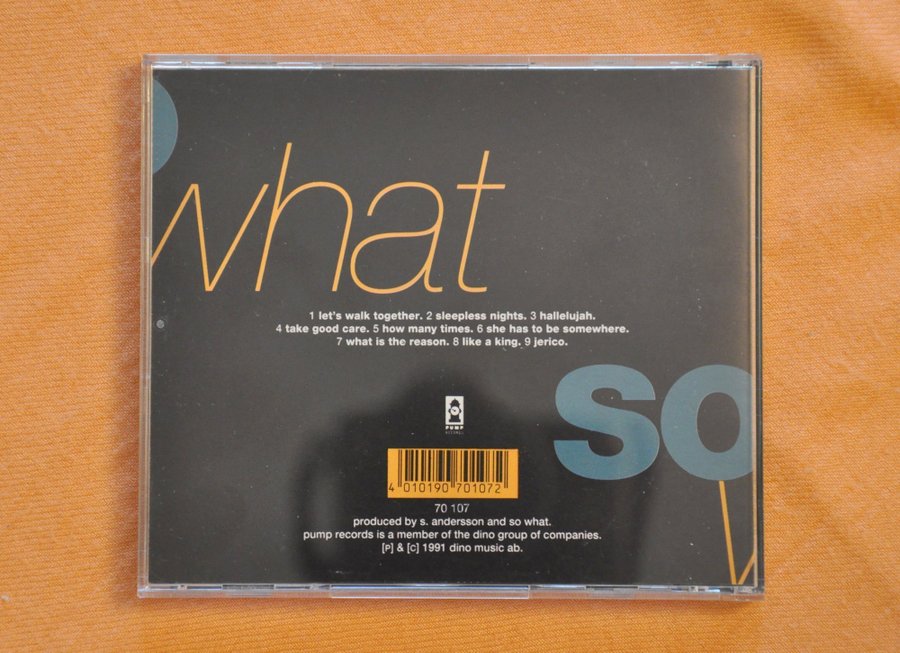 what
1 let's walk together. 2 sleepless nights. 3 hallelujah.
4 take good care. 5 how many times. 6 she has to be somewhere.
7 what is the reason. 8 like a king. 9 jerico.
so
PUMP
4 010190 701072
70 107
produced by s. andersson and so what.
pump records is a member of the dino group of companies.
[P] & [C] 1991 dino music ab.